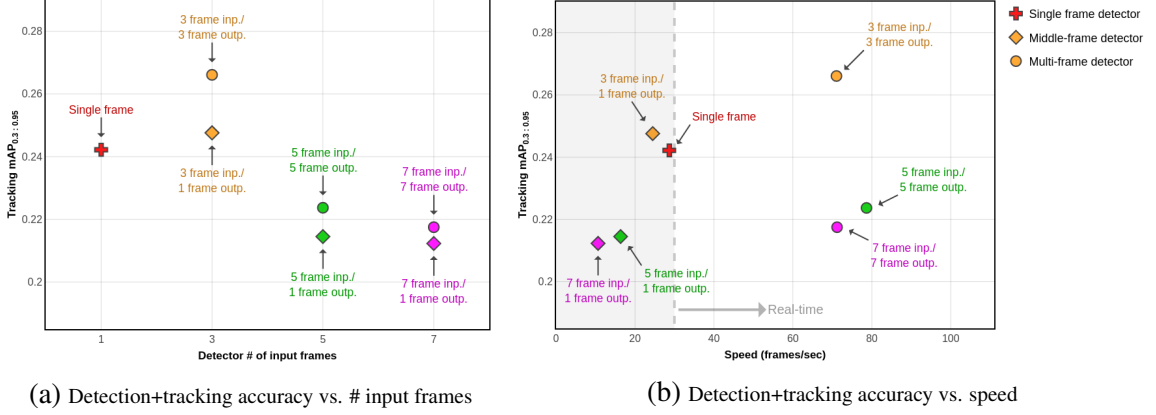 0.28
0.26
0.24
0.22
0.2
Tracking mAP0.3 : 0.95
3 frame inp./
3 frame outp.
Single frame
3 frame inp./
1 frame outp.
5 frame inp./
5 frame outp.
7 frame inp./
7 frame outp.
5 frame inp./
1 frame outp.
7 frame inp./
1 frame outp.
1 3 5 7
Detector # of input frames
(a) Detection+tracking accuracy vs. # input frames
0.28
0.26
0.24
0.22
0.2
Tracking mAP0.3 : 0.95
3 frame inp./
3 frame outp.
3 frame inp./
1 frame outp.
Single frame
5 frame inp./
5 frame outp.
7 frame inp./
7 frame outp.
5 frame inp./
1 frame outp.
7 frame inp./
1 frame outp.
Real-time
0 20 40 60 80 100
Speed (frames/sec)
(b) Detection+tracking accuracy vs. speed
Single frame detector
Middle-frame detector
Multi-frame detector